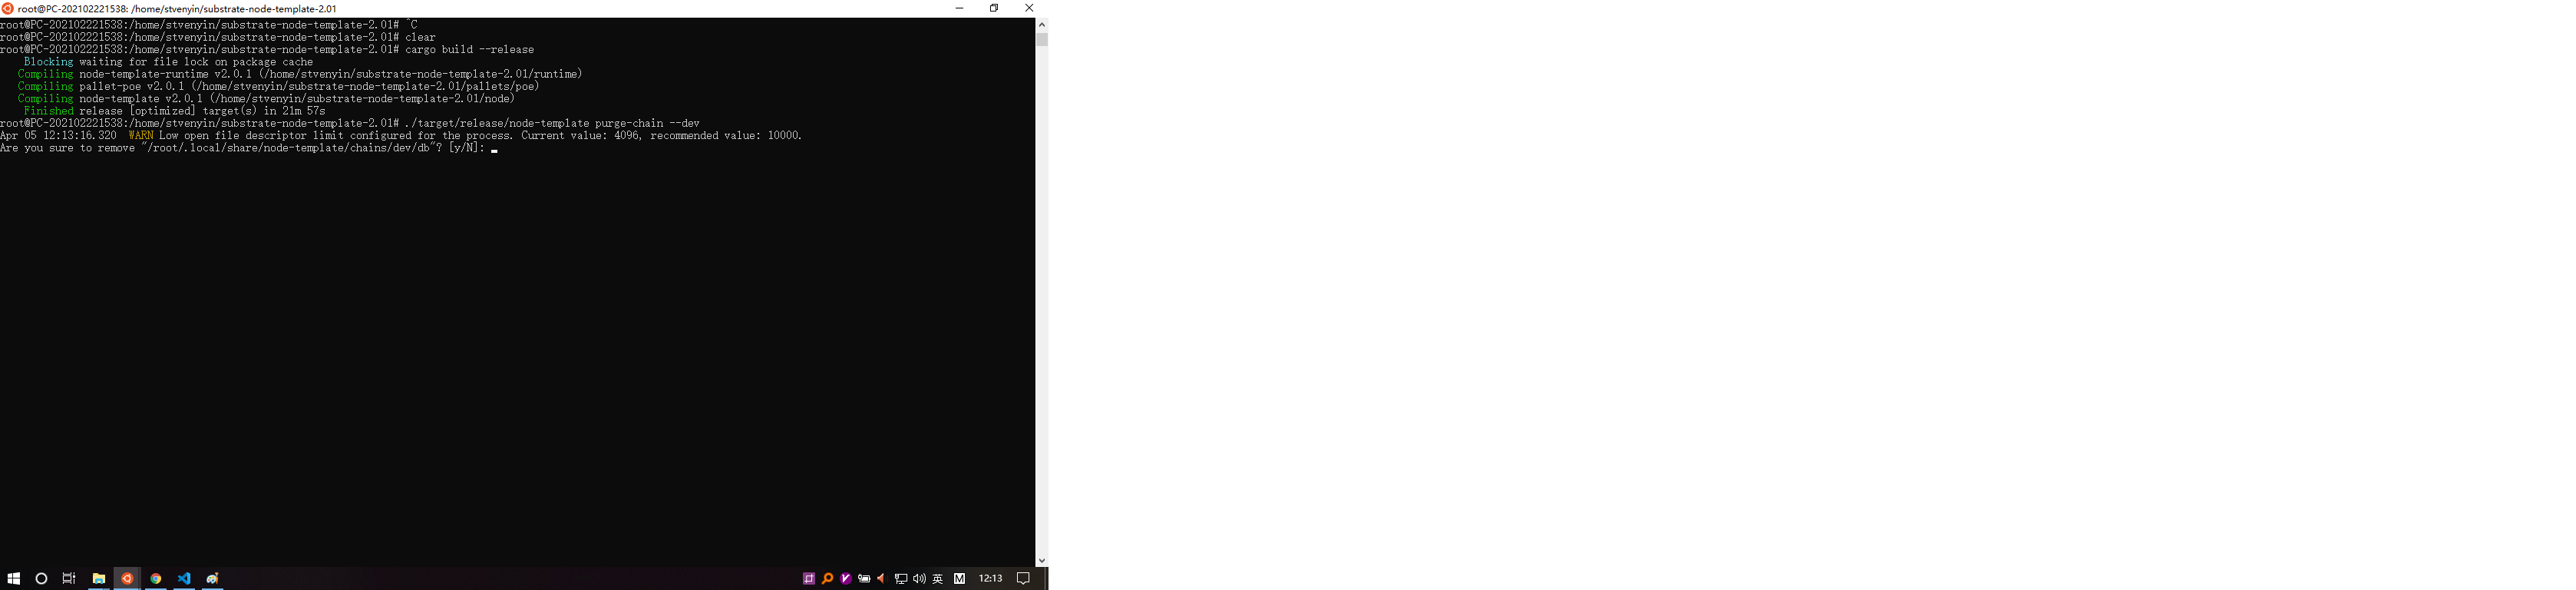 root@PC-202102221538: /home/stvenyin/substrate-node-template-2.01
root@PC-202102221538:/home/stvenyin/substrate-node-template-2.01# ^C
root@PC-202102221538:/home/stvenyin/substrate-node-template-2.01# clear
root@PC-202102221538:/home/stvenyin/substrate-node-template-2.01# cargo build --release
Blocking waiting for file lock on package cache
Compiling node-template-runtime v2.0.1 (/home/stvenyin/substrate-node-template-2.01/runtime)
Compiling pallet-poe v2.0.1 (/home/stvenyin/substrate-node-template-2.01/pallets/poe)
Compiling node-template v2.0.1 (/home/stvenyin/substrate-node-template-2.01/node)
Finished release [optimized] target(s) in 21m 57s
root@PC-202102221538:/home/stvenyin/substrate-node-template-2.01# ./target/release/node-template purge-chain --dev
Apr 05 12:13:16.320  WARN Low open file descriptor limit configured for the process. Current value: 4096, recommended value: 10000.
Are you sure to remove "/root/.local/share/node-template/chains/dev/db"? [y/N]:
英 M 12:13